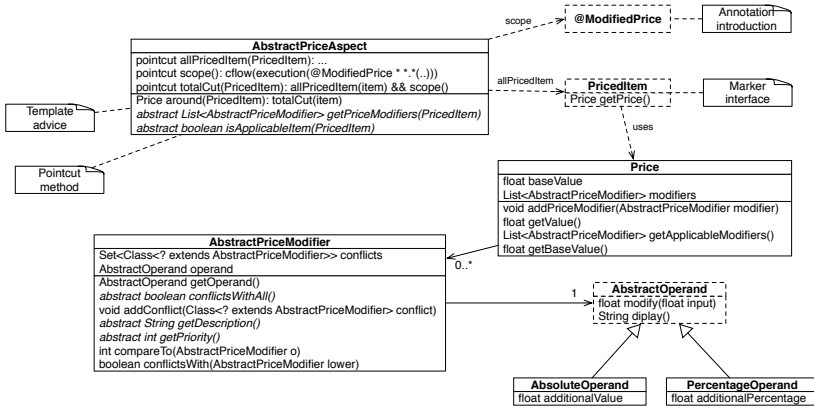 scope
@ModifiedPrice
Annotation
introduction
AbstractPriceAspect
pointcut allPricedItem(PricedItem): ...
pointcut scope(): cflow(execution(@ModifiedPrice * *.*(..)))
pointcut totalCut(PricedItem): allPricedItem(item) && scope()
Price around(PricedItem): totalCut(item)
abstract List<AbstractPriceModifier> getPriceModifiers(PricedItem)
abstract boolean isApplicableItem(PricedItem)
allPricedItem
PricedItem
Price getPrice()
Marker
interface
Template
advice
uses
Pointcut
method
Price
float baseValue
List<AbstractPriceModifier> modifiers
void addPriceModifier(AbstractPriceModifier modifier)
float getValue()
List<AbstractPriceModifier> getApplicableModifiers()
float getBaseValue()
AbstractPriceModifier
Set<Class<? extends AbstractPriceModifier>> conflicts
AbstractOperand operand
AbstractOperand getOperand()
abstract boolean conflictsWithAll()
void addConflict(Class<? extends AbstractPriceModifier> conflict)
abstract String getDescription()
abstract int getPriority()
int compareTo(AbstractPriceModifier o)
boolean conflictsWith(AbstractPriceModifier lower)
0..*
1
AbstractOperand
float modify(float input)
String diplay()
AbsoluteOperand
float additionalValue
PercentageOperand
float additionalPercentage